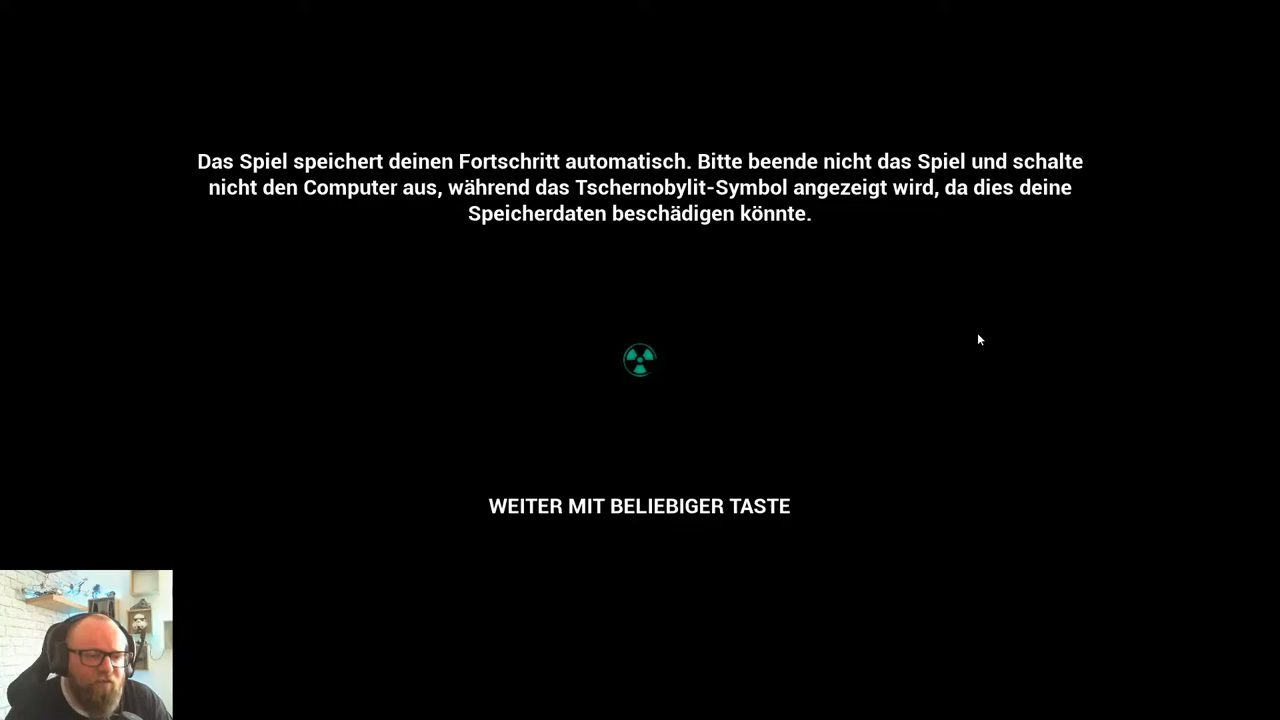 Das Spiel speichert deinen Fortschritt automatisch. Bitte beende nicht das Spiel und schalte
nicht den Computer aus, während das Tschernobylit-Symbol angezeigt wird, da dies deine
Speicherdaten beschädigen könnte.
WEITER MIT BELIEBIGER TASTE